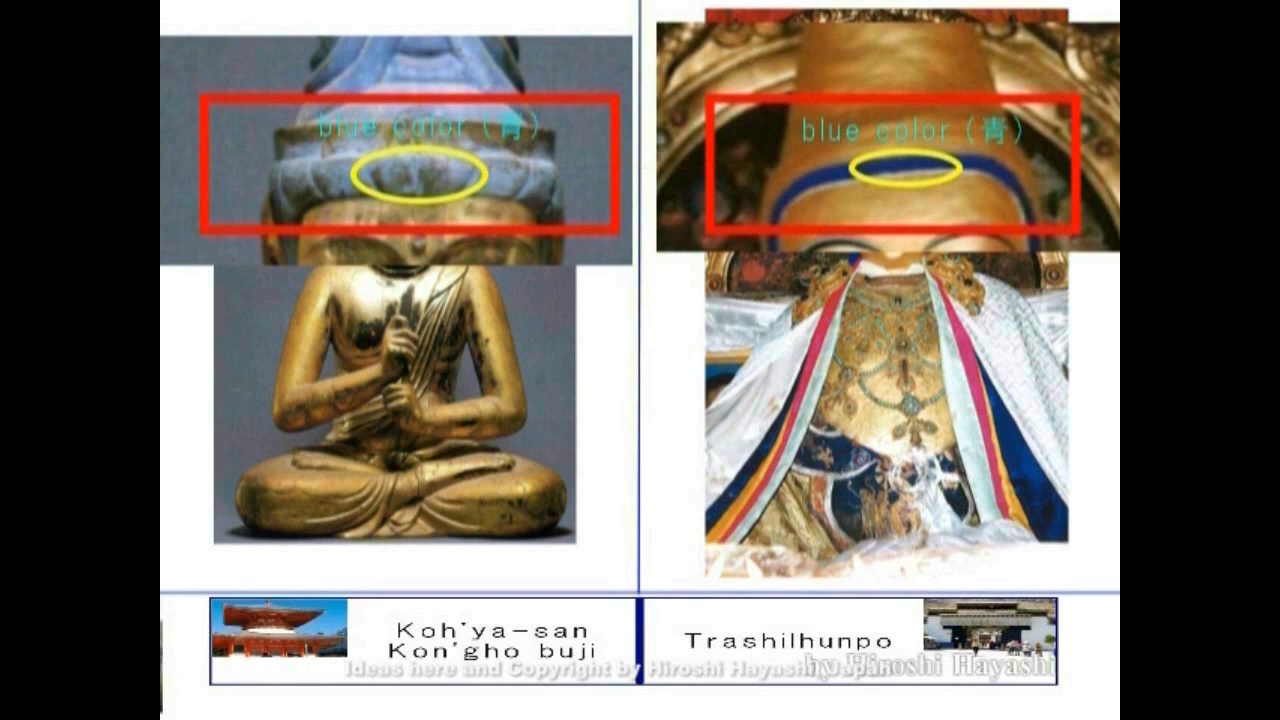 blue color (青)
blue color (青)
Koh'ya-san
Kon'gho buji
Trashilhunpo
Ideas here and Copyright by Hiroshi Hayashi, Japan
by Hiroshi Hayashi